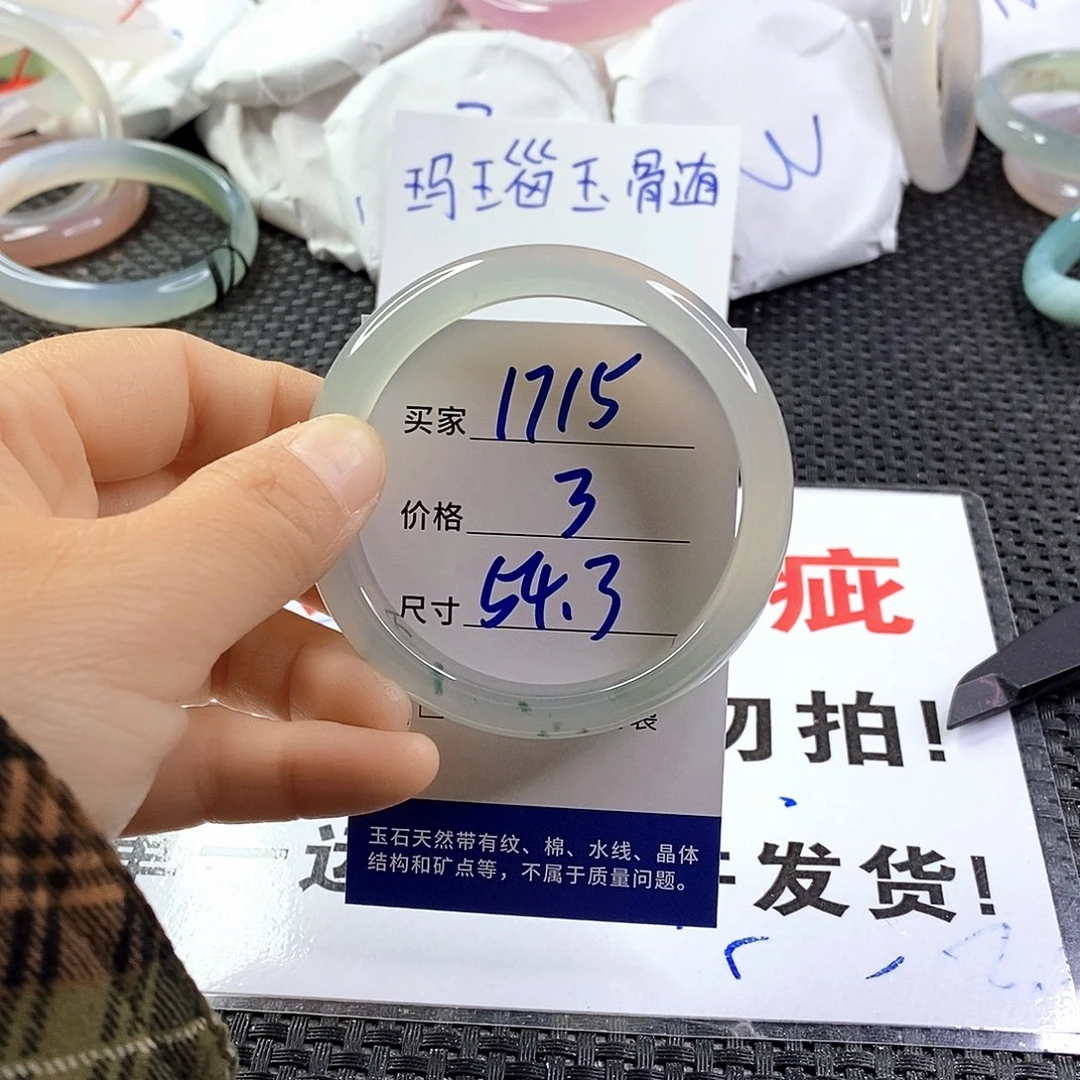 玛瑙玉骨随
买家 1715
价格 3
尺寸 54.3
疵
勿拍!
发货!
玉石天然带有纹、棉、水线、晶体
结构和矿点等，不属于质量问题。